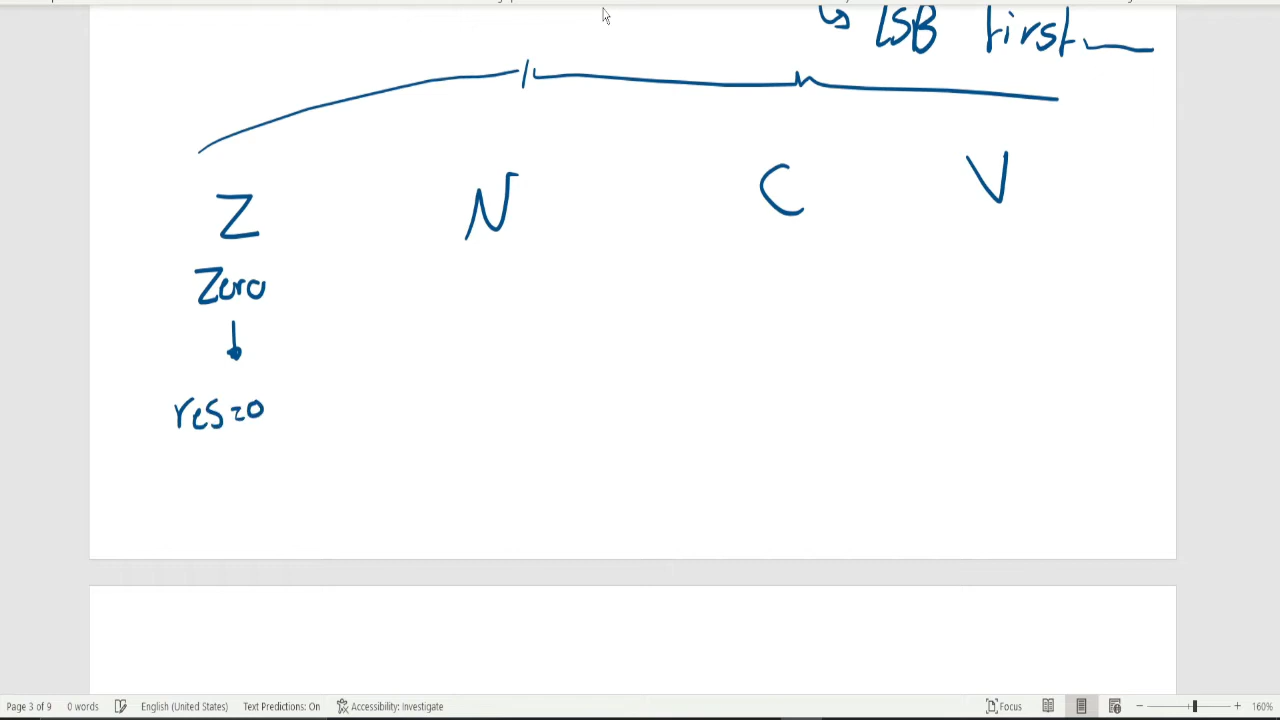 ↳ LSB first
Z N C V
Zero
res=0
Page 3 of 9 0 words English (United States) Text Predictions: On Accessibility: Investigate Focus 160%